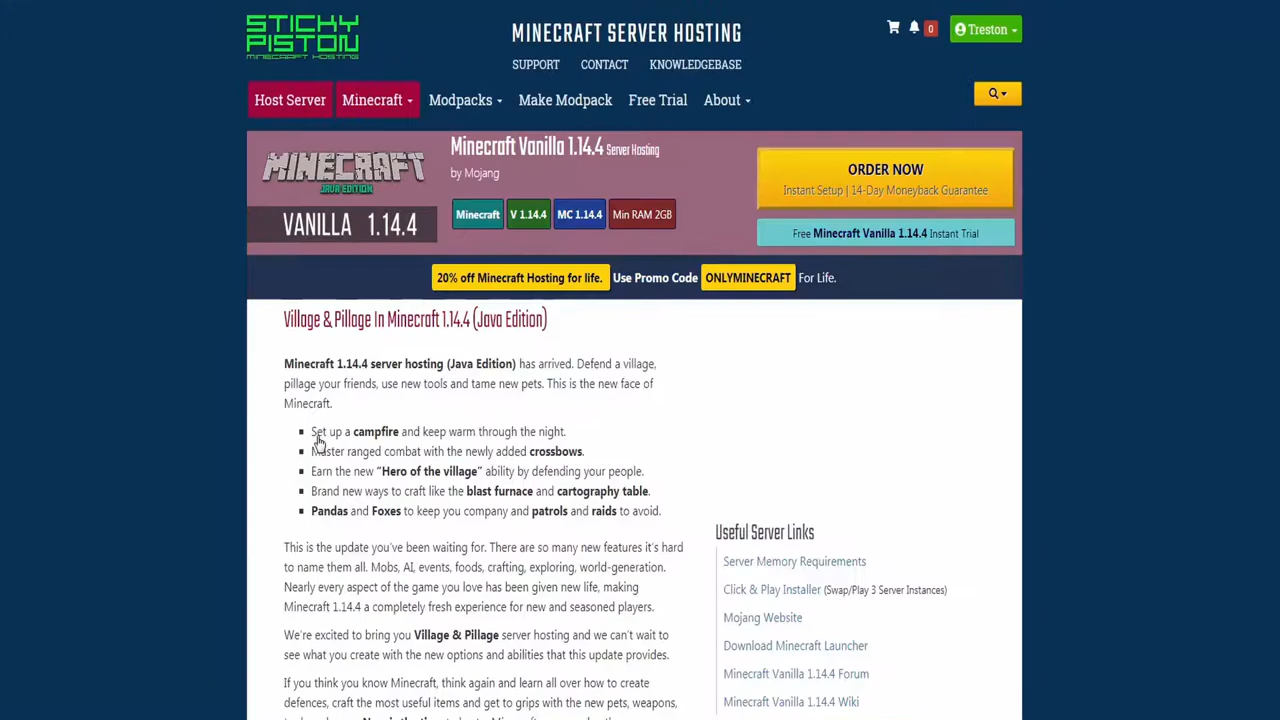 STICKY
PISTON
MINECRAFT HOSTING
MINECRAFT SERVER HOSTING
0
Treston
SUPPORT CONTACT KNOWLEDGEBASE
Host Server Minecraft Modpacks Make Modpack Free Trial About
MINECRAFT
JAVA EDITION
VANILLA 1.14.4
Minecraft Vanilla 1.14.4 Server Hosting
by Mojang
Minecraft V 1.14.4 MC 1.14.4 Min RAM 2GB
ORDER NOW
Instant Setup | 14-Day Moneyback Guarantee
Free Minecraft Vanilla 1.14.4 Instant Trial
20% off Minecraft Hosting for life. Use Promo Code ONLYMINECRAFT For Life.
Village & Pillage In Minecraft 1.14.4 (Java Edition)
Minecraft 1.14.4 server hosting (Java Edition) has arrived. Defend a village,
pillage your friends, use new tools and tame new pets. This is the new face of
Minecraft.
Set up a campfire and keep warm through the night.
Master ranged combat with the newly added crossbows.
Earn the new “Hero of the village” ability by defending your people.
Brand new ways to craft like the blast furnace and cartography table.
Pandas and Foxes to keep you company and patrols and raids to avoid.
This is the update you’ve been waiting for. There are so many new features it’s hard
to name them all. Mobs, AI, events, foods, crafting, exploring, world-generation.
Nearly every aspect of the game you love has been given new life, making
Minecraft 1.14.4 a completely fresh experience for new and seasoned players.
We’re excited to bring you Village & Pillage server hosting and we can’t wait to
see what you create with the new options and abilities that this update provides.
If you think you know Minecraft, think again and learn all over how to create
defences, craft the most useful items and get to grips with the new pets, weapons,
Useful Server Links
Server Memory Requirements
Click & Play Installer (Swap/Play 3 Server Instances)
Mojang Website
Download Minecraft Launcher
Minecraft Vanilla 1.14.4 Forum
Minecraft Vanilla 1.14.4 Wiki